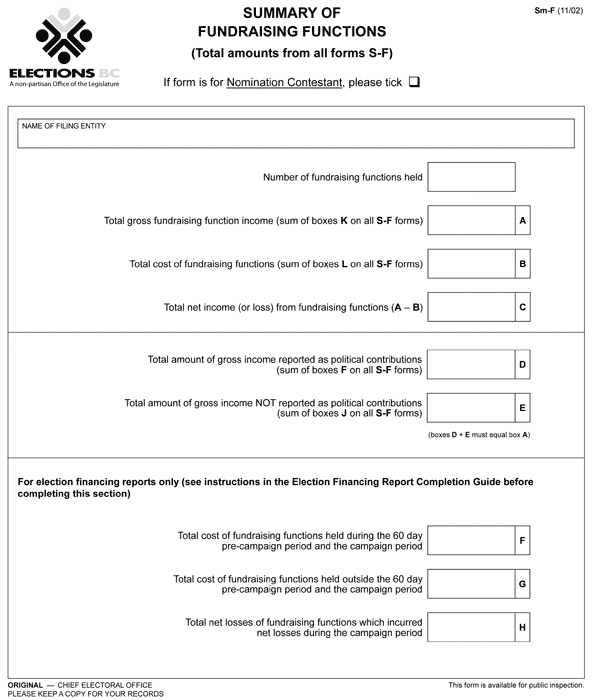 SUMMARY OF
FUNDRAISING FUNCTIONS
(Total amounts from all forms S-F)
Sm-F (11/02)
ELECTIONS BC
A non-partisan Office of the Legislature
If form is for Nomination Contestant, please tick ❏
NAME OF FILING ENTITY
Number of fundraising functions held
Total gross fundraising function income (sum of boxes K on all S-F forms) A
Total cost of fundraising functions (sum of boxes L on all S-F forms) B
Total net income (or loss) from fundraising functions (A – B) C
Total amount of gross income reported as political contributions
(sum of boxes F on all S-F forms) D
Total amount of gross income NOT reported as political contributions
(sum of boxes J on all S-F forms) E
(boxes D + E must equal box A)
For election financing reports only (see instructions in the Election Financing Report Completion Guide before
completing this section)
Total cost of fundraising functions held during the 60 day
pre-campaign period and the campaign period F
Total cost of fundraising functions held outside the 60 day
pre-campaign period and the campaign period G
Total net losses of fundraising functions which incurred
net losses during the campaign period H
ORIGINAL — CHIEF ELECTORAL OFFICE
PLEASE KEEP A COPY FOR YOUR RECORDS
This form is available for public inspection.